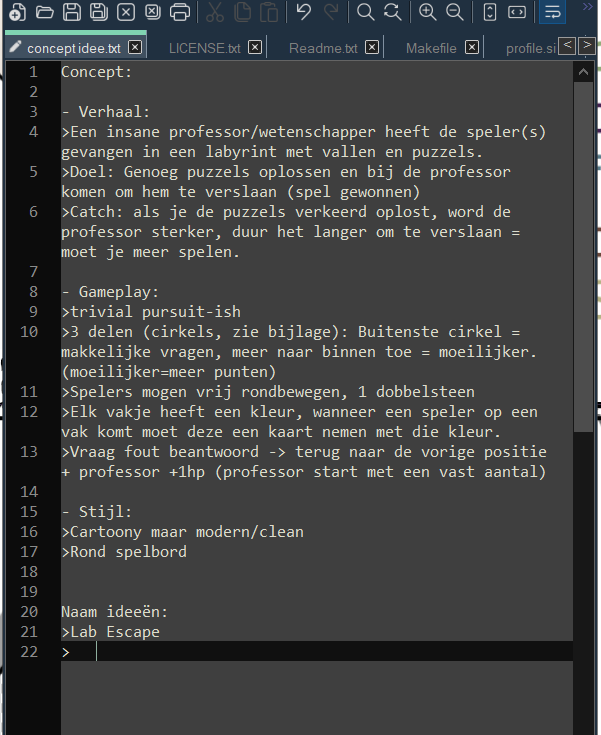 concept idee.txt LICENSE.txt Readme.txt Makefile profile.si
1 Concept:
2
3 - Verhaal:
4 >Een insane professor/wetenschapper heeft de speler(s)
gevangen in een labyrint met vallen en puzzels.
5 >Doel: Genoeg puzzels oplossen en bij de professor
komen om hem te verslaan (spel gewonnen)
6 >Catch: als je de puzzels verkeerd oplost, word de
professor sterker, duur het langer om te verslaan =
moet je meer spelen.
7
8 - Gameplay:
9 >trivial pursuit-ish
10 >3 delen (cirkels, zie bijlage): Buitenste cirkel =
makkelijke vragen, meer naar binnen toe = moeilijker.
(moeilijker=meer punten)
11 >Spelers mogen vrij rondbewegen, 1 dobbelsteen
12 >Elk vakje heeft een kleur, wanneer een speler op een
vak komt moet deze een kaart nemen met die kleur.
13 >Vraag fout beantwoord -> terug naar de vorige positie
+ professor +1hp (professor start met een vast aantal)
14
15 - Stijl:
16 >Cartoony maar modern/clean
17 >Rond spelbord
18
19
20 Naam ideeën:
21 >Lab Escape
22 >